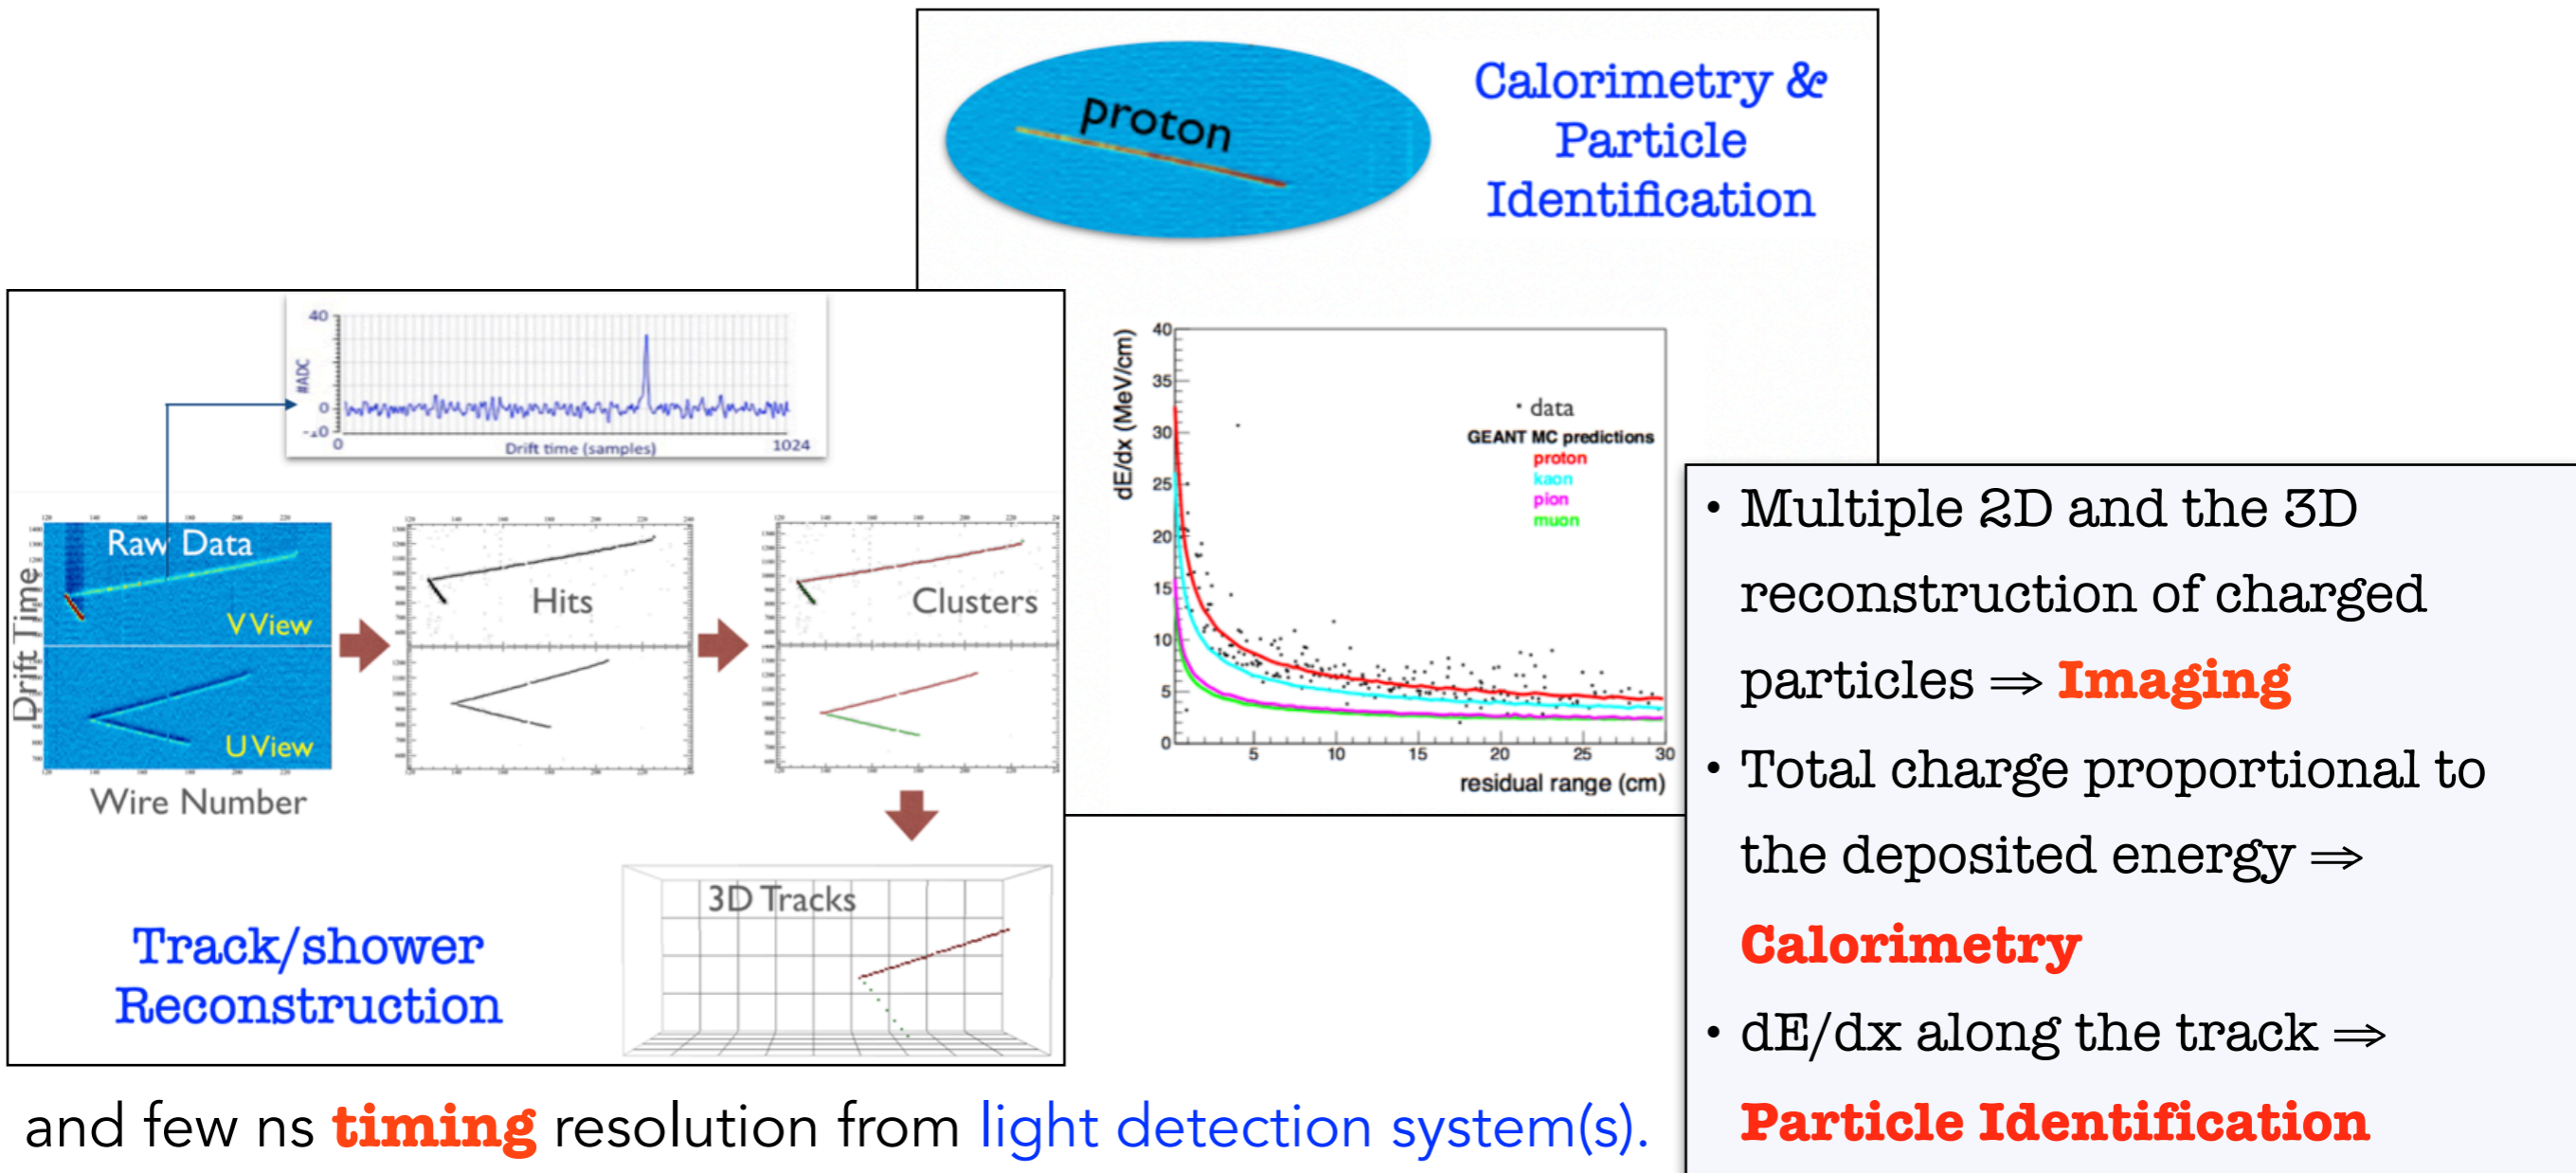 proton
Calorimetry &
Particle
Identification
40
#ADC
0
0
Drift time (samples)
1024
Raw Data
V View
U View
Drift Time
Wire Number
Hits
Clusters
3D Tracks
Track/shower
Reconstruction
dE/dx (MeV/cm)
40
35
30
25
20
15
10
5
0
5 10 15 20 25 30
residual range (cm)
· data
GEANT MC predictions
proton
kaon
pion
muon
• Multiple 2D and the 3D
reconstruction of charged
particles ⇒ Imaging
• Total charge proportional to
the deposited energy ⇒
Calorimetry
• dE/dx along the track ⇒
Particle Identification
and few ns timing resolution from light detection system(s).